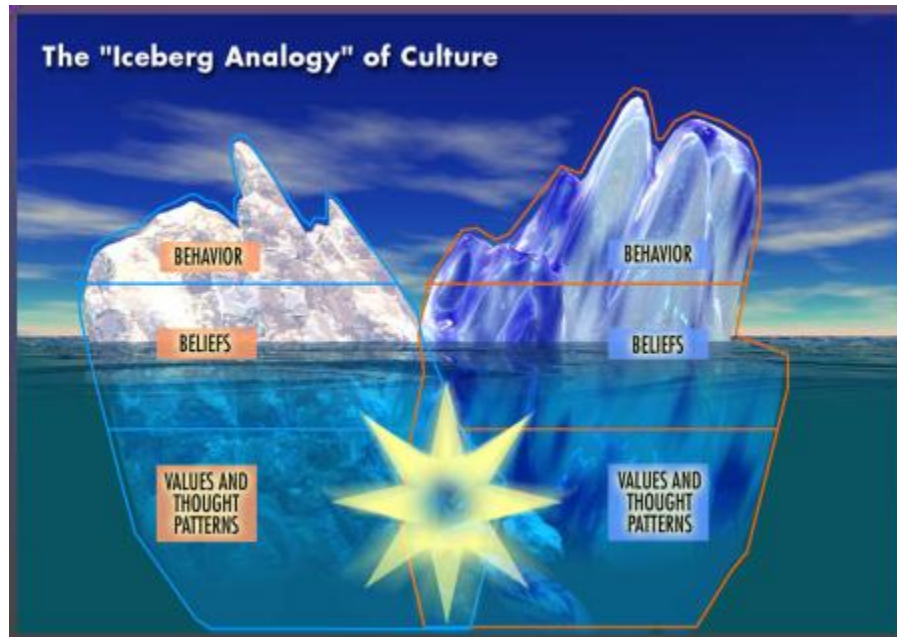 The "Iceberg Analogy" of Culture
BEHAVIOR
BEHAVIOR
BELIEFS
BELIEFS
VALUES AND
THOUGHT
PATTERNS
VALUES AND
THOUGHT
PATTERNS